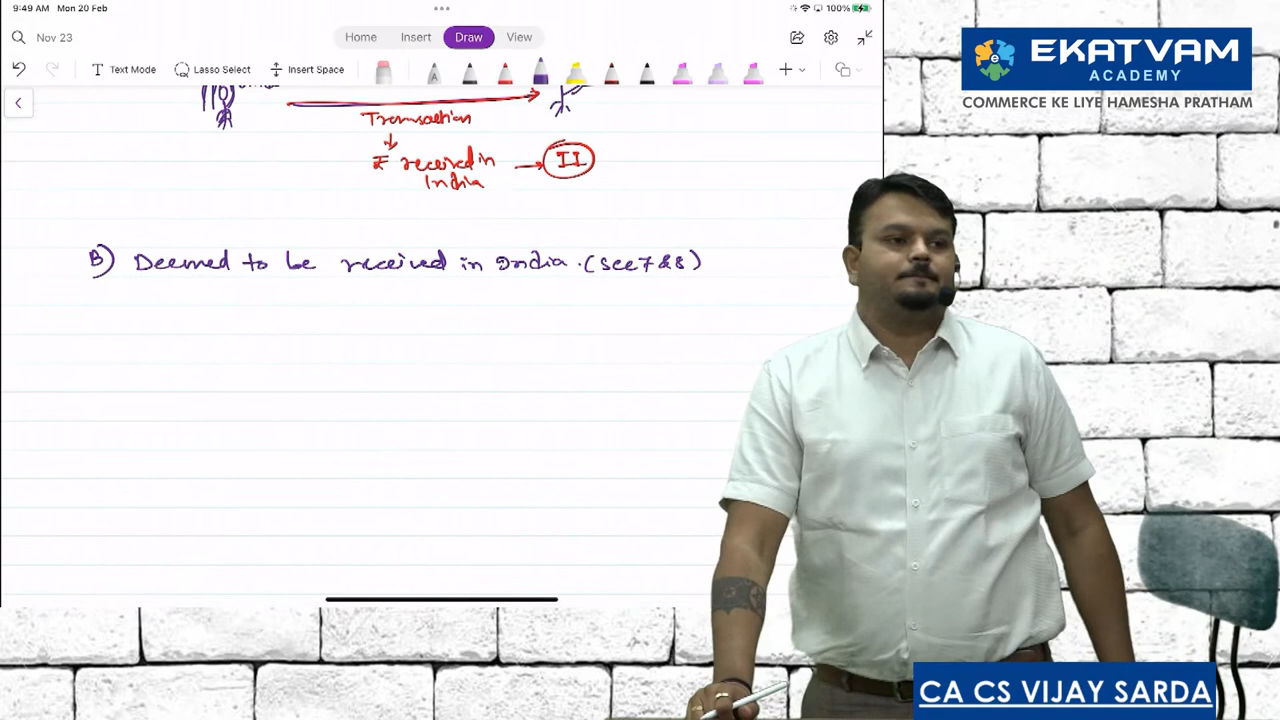 9:49 AM Mon 20 Feb
100%
Nov 23
Home Insert Draw View
Text Mode
Lasso Select
Insert Space
EKATVAM
ACADEMY
COMMERCE KE LIYE HAMESHA PRATHAM
Transaction
₹ received in → II
India
B) Deemed to be received in India. (Sec 7 & 8)
CA CS VIJAY SARDA